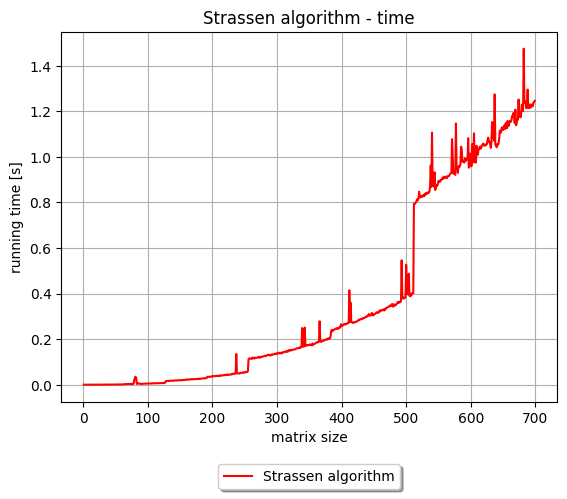 Strassen algorithm - time
running time [s]
1.4
1.2
1.0
0.8
0.6
0.4
0.2
0.0
0 100 200 300 400 500 600 700
matrix size
Strassen algorithm